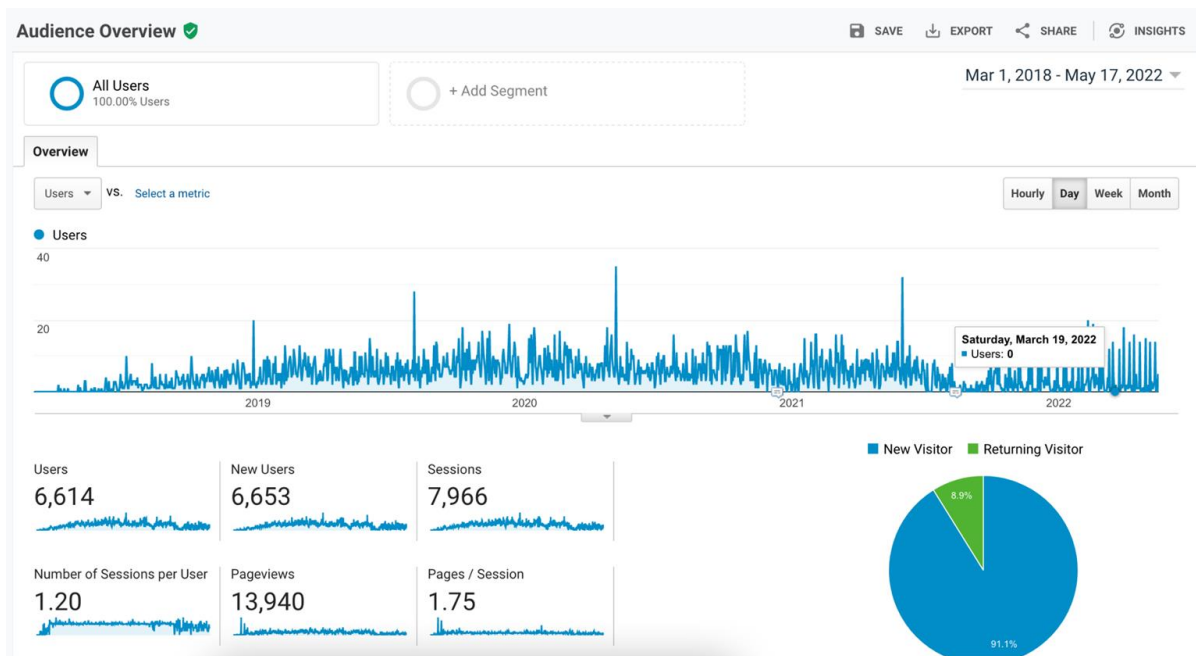 Audience Overview
SAVE
EXPORT
SHARE
INSIGHTS
All Users
100.00% Users
+ Add Segment
Mar 1, 2018 - May 17, 2022
Overview
Users
VS.
Select a metric
Hourly
Day
Week
Month
Users
40
20
Saturday, March 19, 2022
Users: 0
2019
2020
2021
2022
New Visitor
Returning Visitor
Users
6,614
New Users
6,653
Sessions
7,966
Number of Sessions per User
1.20
Pageviews
13,940
Pages / Session
1.75
8.9%
91.1%